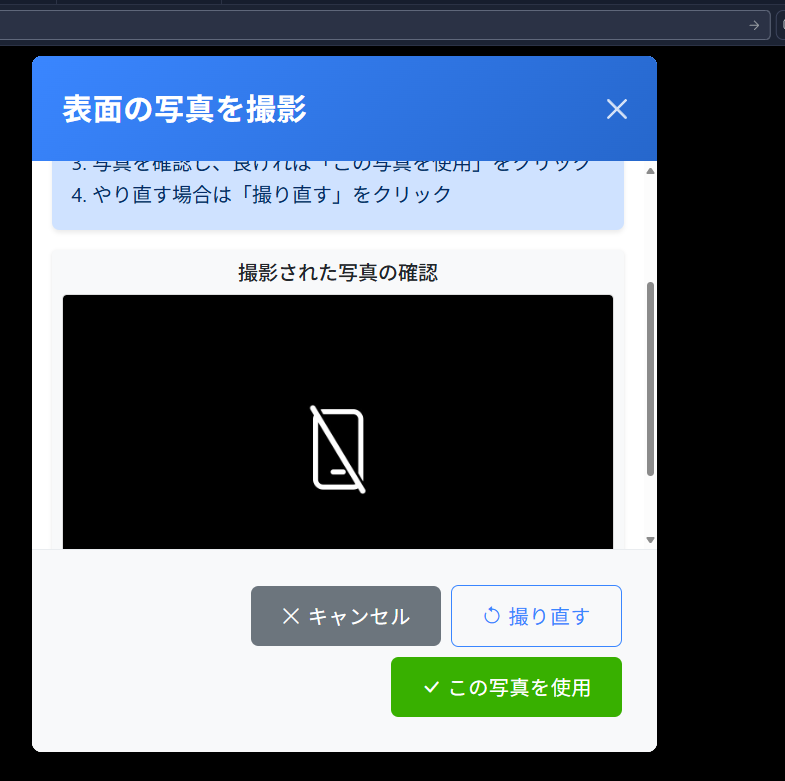 表面の写真を撮影
3. 写真を確認し、良ければ「この写真を使用」をクリック
4. やり直す場合は「撮り直す」をクリック
撮影された写真の確認
キャンセル
撮り直す
この写真を使用